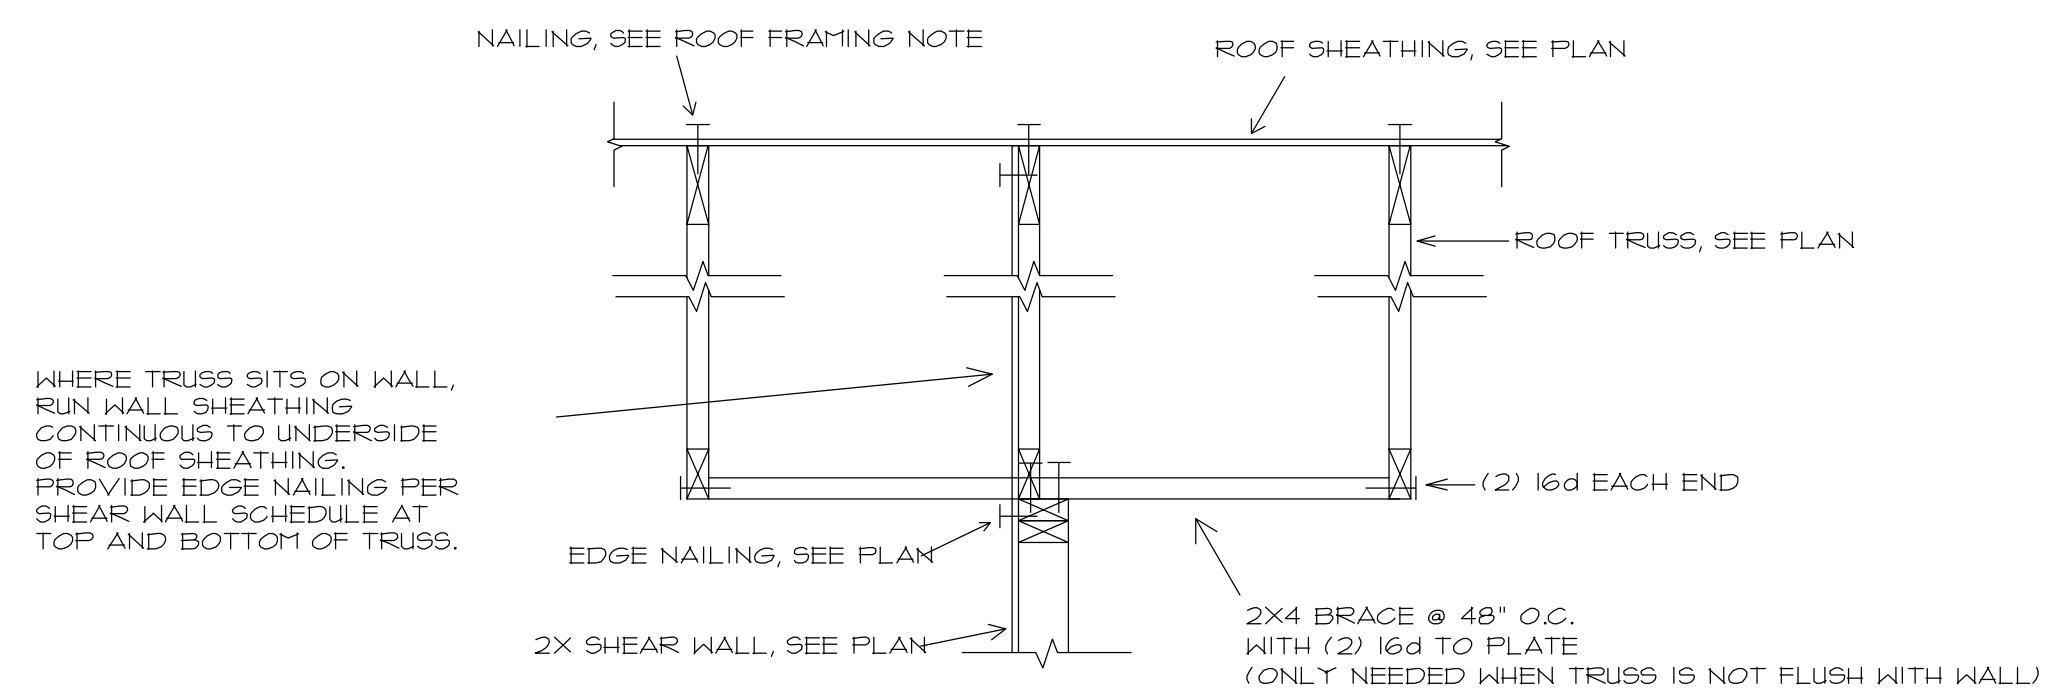 NAILING, SEE ROOF FRAMING NOTE
ROOF SHEATHING, SEE PLAN
ROOF TRUSS, SEE PLAN
WHERE TRUSS SITS ON WALL,
RUN WALL SHEATHING
CONTINUOUS TO UNDERSIDE
OF ROOF SHEATHING.
PROVIDE EDGE NAILING PER
SHEAR WALL SCHEDULE AT
TOP AND BOTTOM OF TRUSS.
(2) 16d EACH END
EDGE NAILING, SEE PLAN
2X SHEAR WALL, SEE PLAN
2X4 BRACE @ 48" O.C.
WITH (2) 16d TO PLATE
(ONLY NEEDED WHEN TRUSS IS NOT FLUSH WITH WALL)